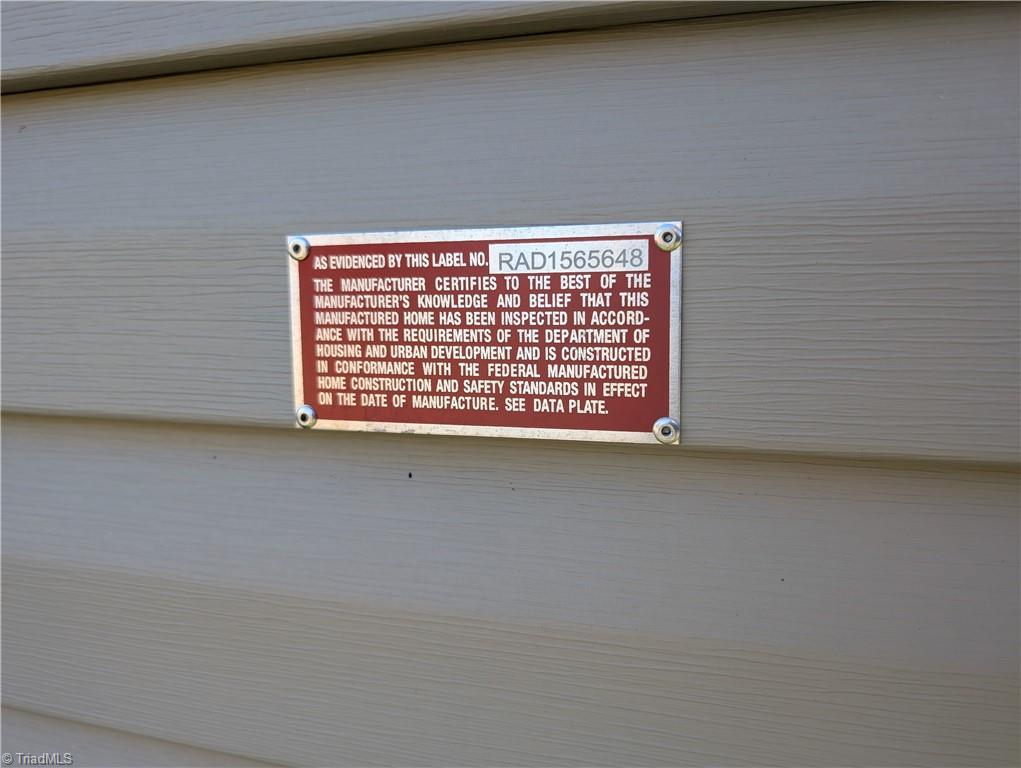 AS EVIDENCED BY THIS LABEL NO. RAD1565648
THE MANUFACTURER CERTIFIES TO THE BEST OF THE
MANUFACTURER'S KNOWLEDGE AND BELIEF THAT THIS
MANUFACTURED HOME HAS BEEN INSPECTED IN ACCORD-
ANCE WITH THE REQUIREMENTS OF THE DEPARTMENT OF
HOUSING AND URBAN DEVELOPMENT AND IS CONSTRUCTED
IN CONFORMANCE WITH THE FEDERAL MANUFACTURED
HOME CONSTRUCTION AND SAFETY STANDARDS IN EFFECT
ON THE DATE OF MANUFACTURE. SEE DATA PLATE.
© TriadMLS